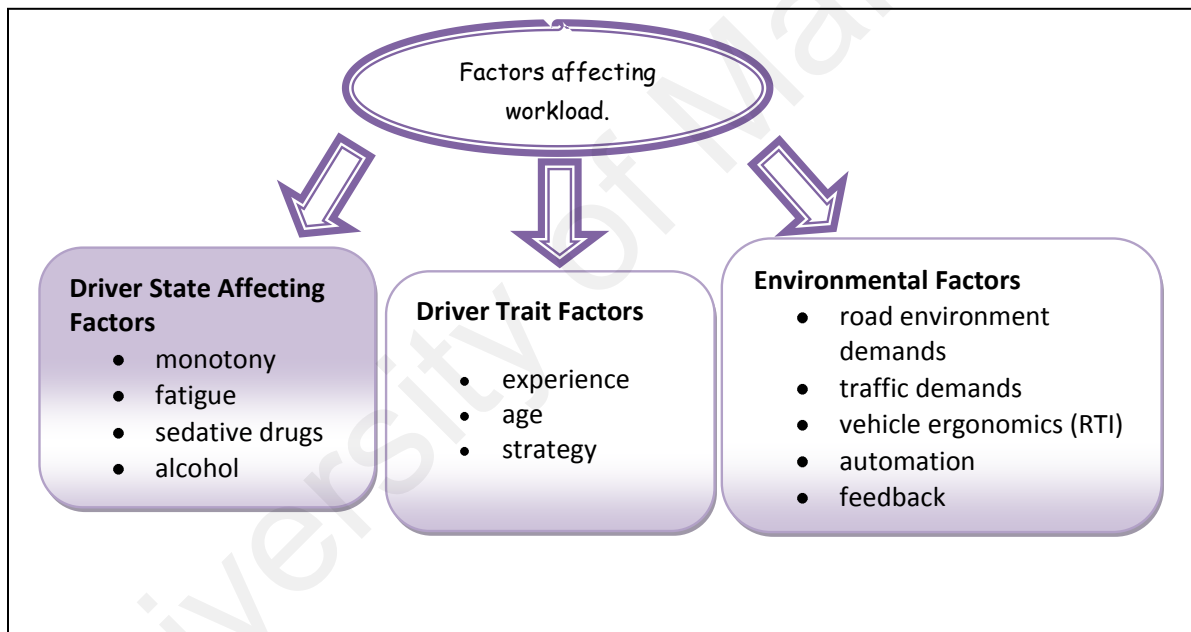 Factors affecting
workload.
Driver State Affecting
Factors
• monotony
• fatigue
• sedative drugs
• alcohol
Driver Trait Factors
• experience
• age
• strategy
Environmental Factors
• road environment
demands
• traffic demands
• vehicle ergonomics (RTI)
• automation
• feedback